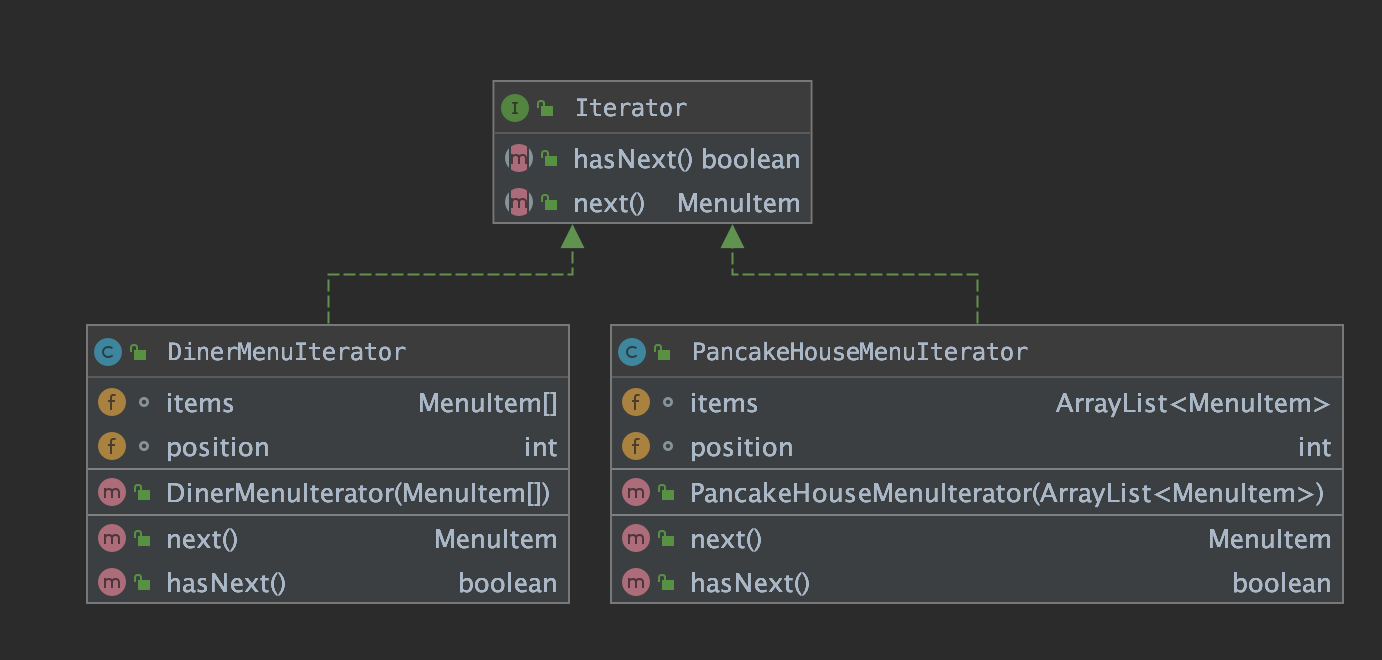 I Iterator
m hasNext() boolean
m next() MenuItem
C DinerMenuIterator
f items MenuItem[]
f position int
m DinerMenuIterator(MenuItem[])
m next() MenuItem
m hasNext() boolean
C PancakeHouseMenuIterator
f items ArrayList<MenuItem>
f position int
m PancakeHouseMenuIterator(ArrayList<MenuItem>)
m next() MenuItem
m hasNext() boolean